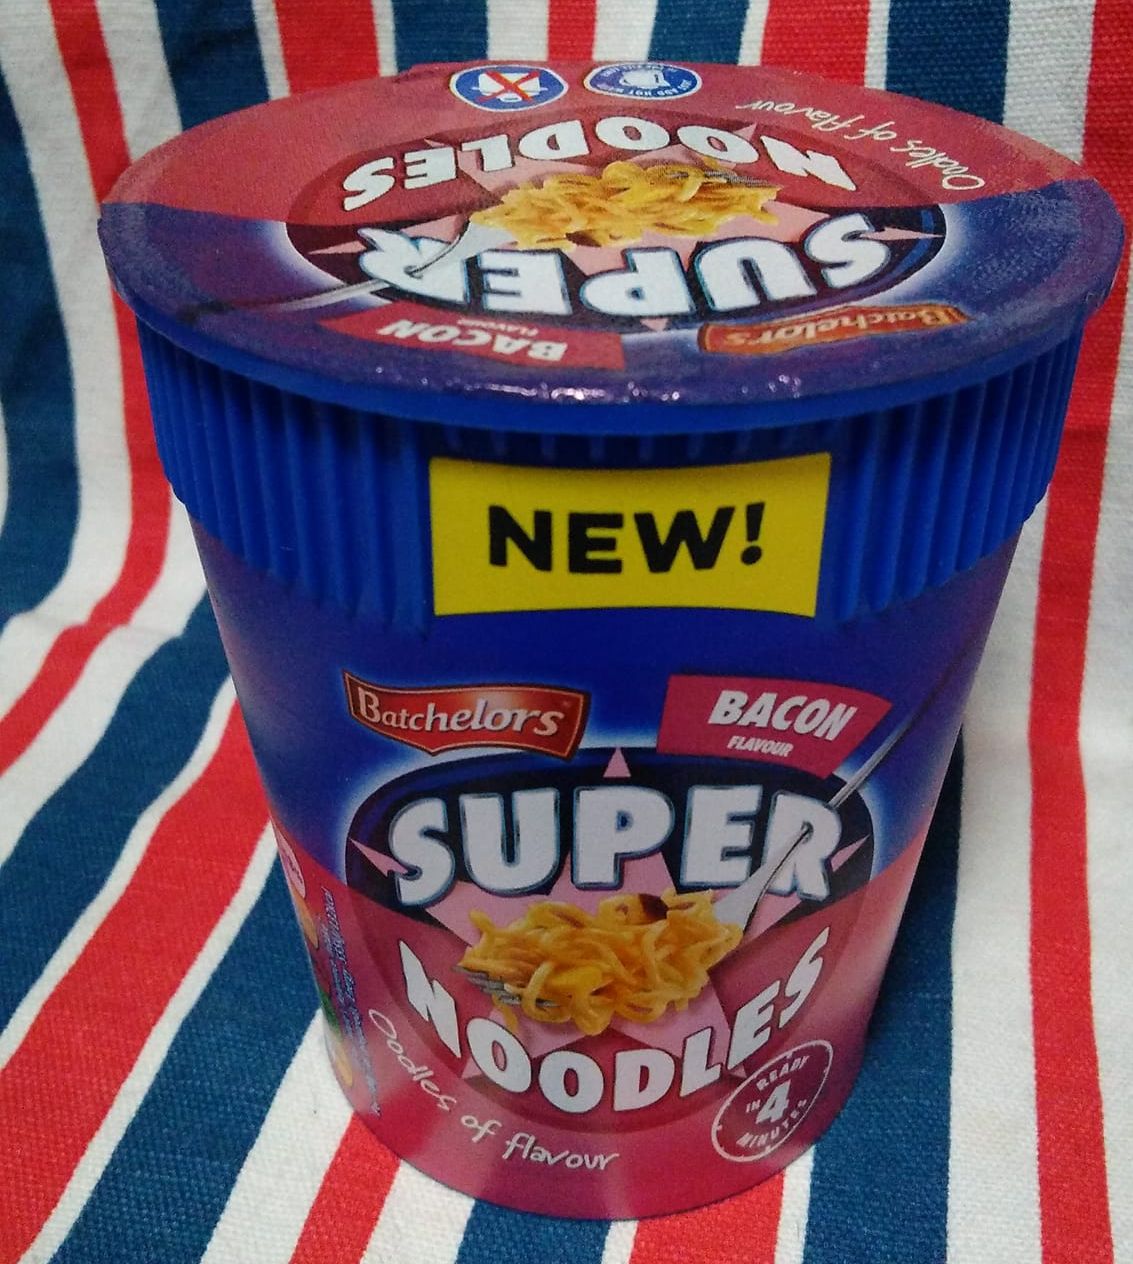 Oodles of flavour
NOODLES
SUPER
Batchelors
BACON
FLAVOUR
NEW!
Batchelors
BACON
FLAVOUR
SUPER
NOODLES
Oodles of flavour
READY
IN 4
MINUTES